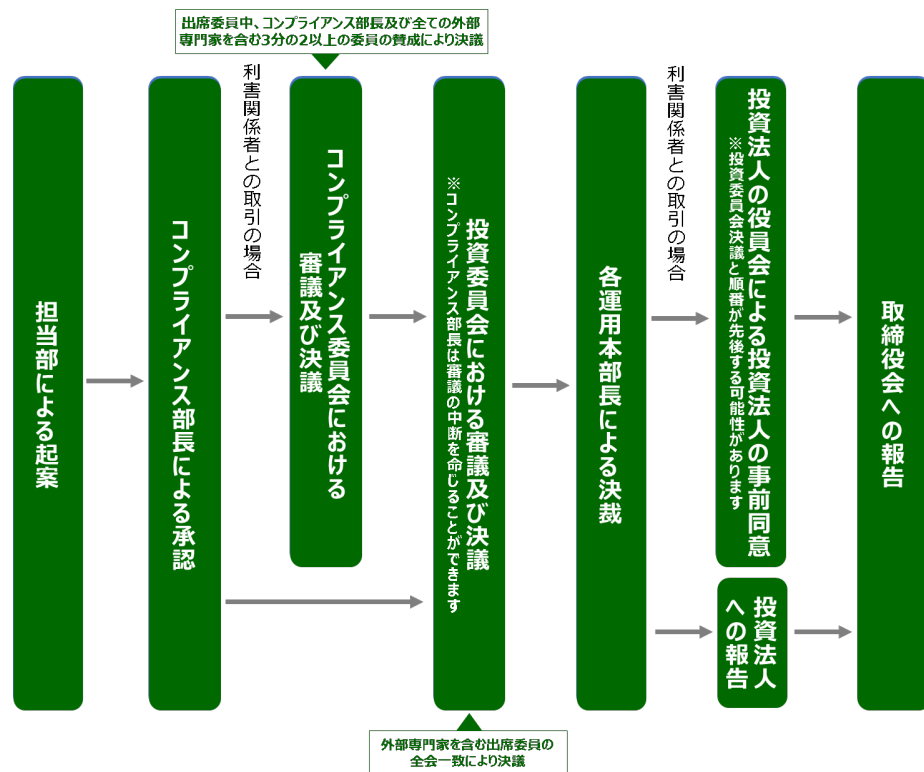 出席委員中、コンプライアンス部長及び全ての外部
専門家を含む3分の2以上の委員の賛成により決議
担当部による起案
コンプライアンス部長による承認
利害関係者との取引の場合
コンプライアンス委員会における
審議及び決議
投資委員会における審議及び決議
※コンプライアンス部長は審議の中断を命じることができます
各運用本部長による決裁
利害関係者との取引の場合
投資法人の役員会による投資法人の事前同意
※投資委員会決議と順番が先後する可能性があります
投資法人
への報告
取締役会への報告
外部専門家を含む出席委員の
全会一致により決議